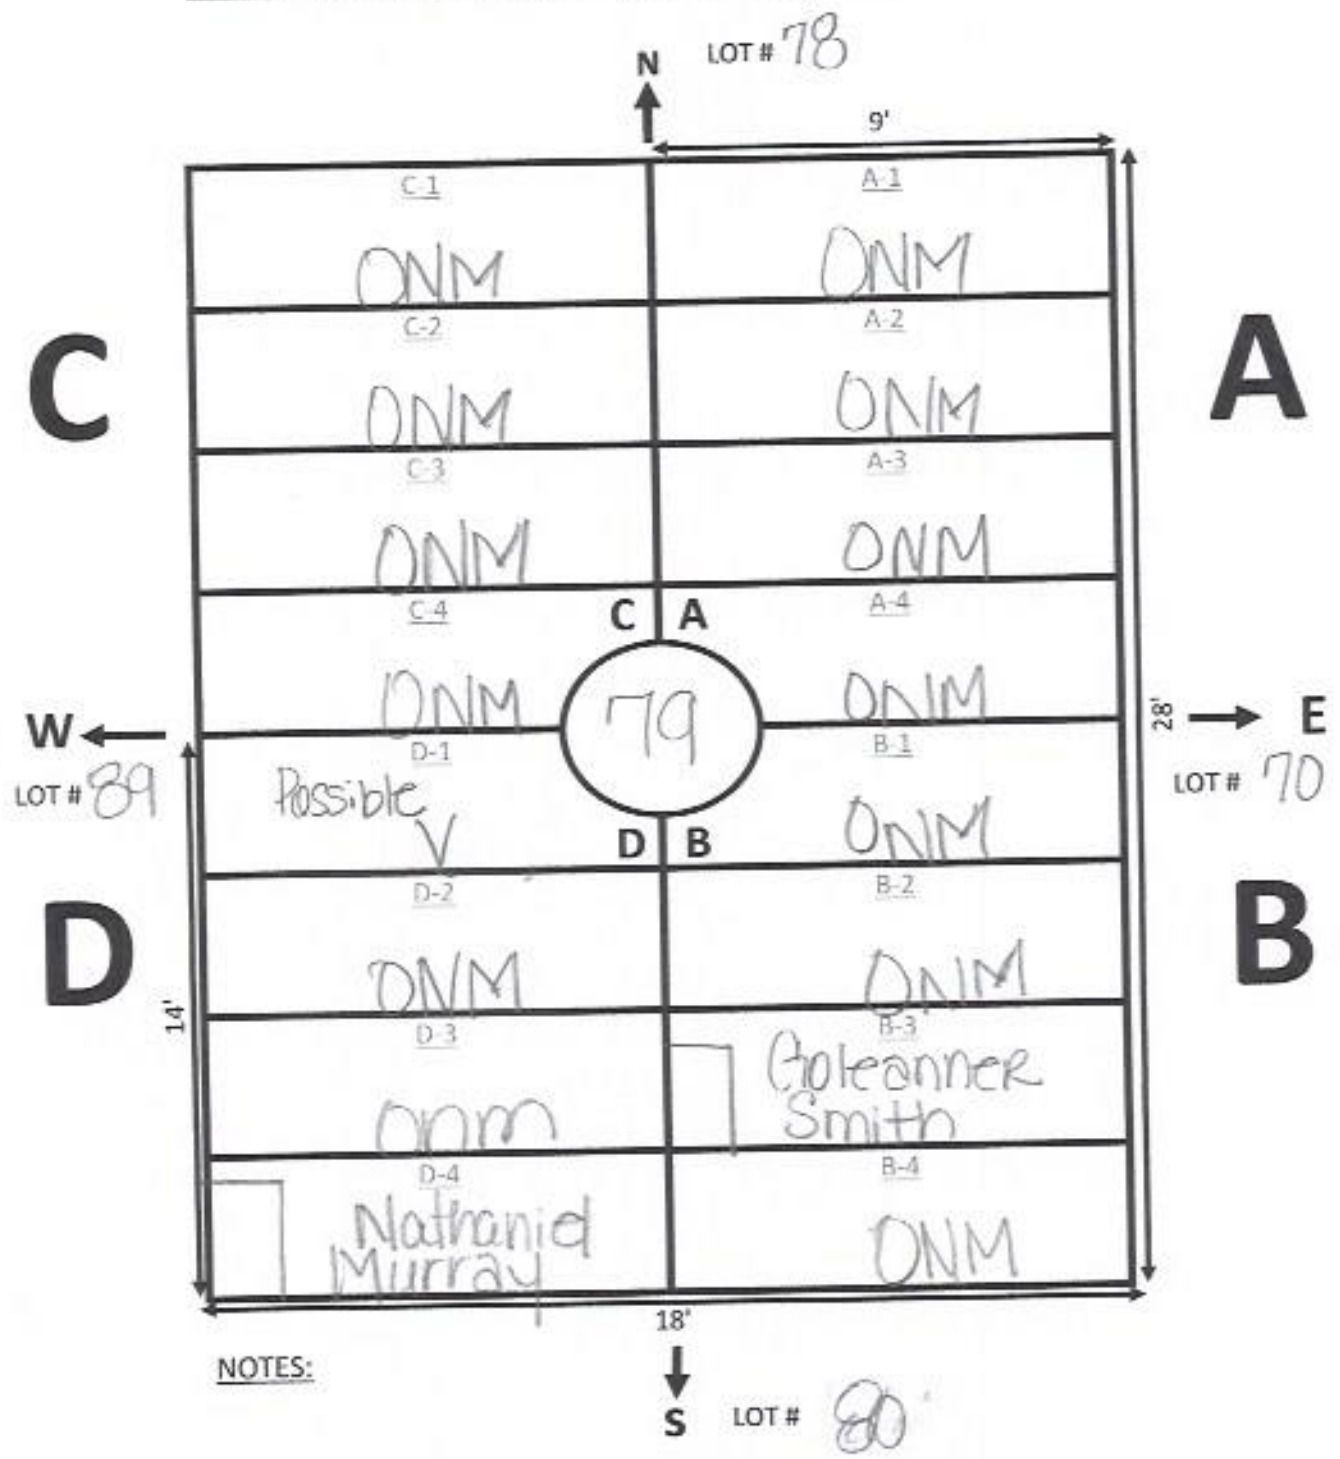 LOT # 78
N
9'
C-1
A-1
ONM
ONM
C-2
A-2
C
A
ONM
ONM
C-3
A-3
ONM
ONM
C-4
A-4
C A
ONM
79
ONM
W
28'
E
D-1
B-1
LOT # 89
LOT # 70
Possible
V
ONM
D B
D-2
B-2
D
B
ONM
ONM
14'
D-3
B-3
onm
Goleanner
Smith
D-4
B-4
Nathaniel
Murray
ONM
18'
NOTES:
S
LOT # 80